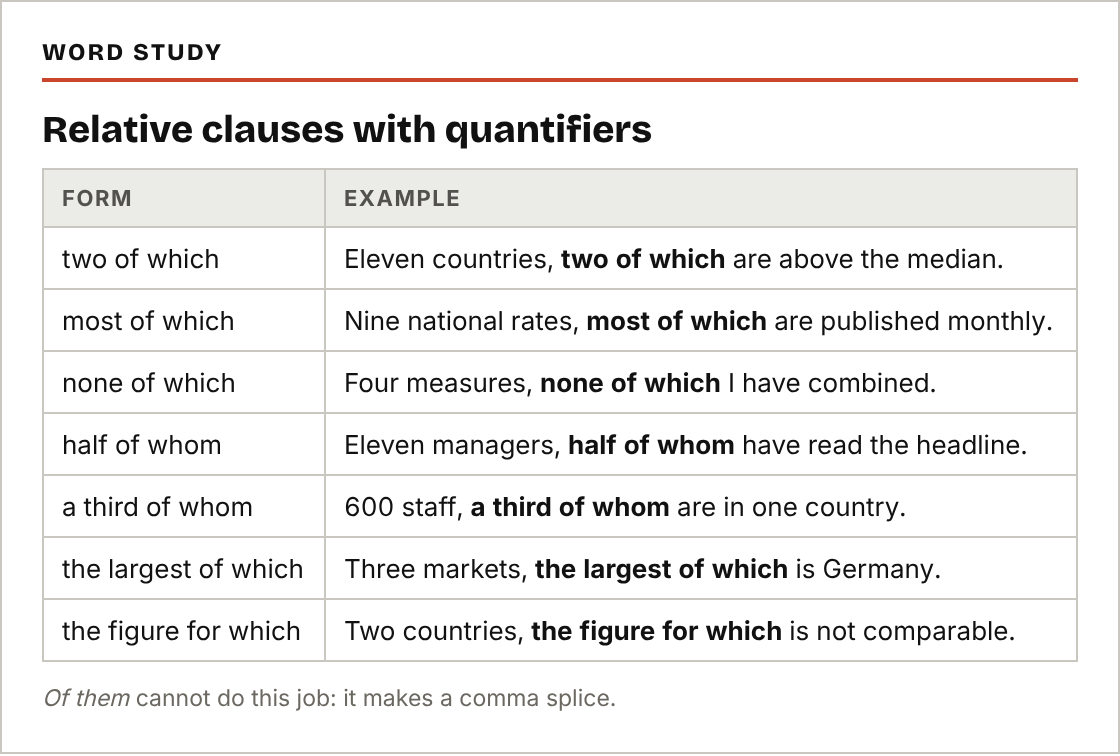 WORD STUDY
Relative clauses with quantifiers
FORM EXAMPLE
two of which Eleven countries, two of which are above the median.
most of which Nine national rates, most of which are published monthly.
none of which Four measures, none of which I have combined.
half of whom Eleven managers, half of whom have read the headline.
a third of whom 600 staff, a third of whom are in one country.
the largest of which Three markets, the largest of which is Germany.
the figure for which Two countries, the figure for which is not comparable.
Of them cannot do this job: it makes a comma splice.